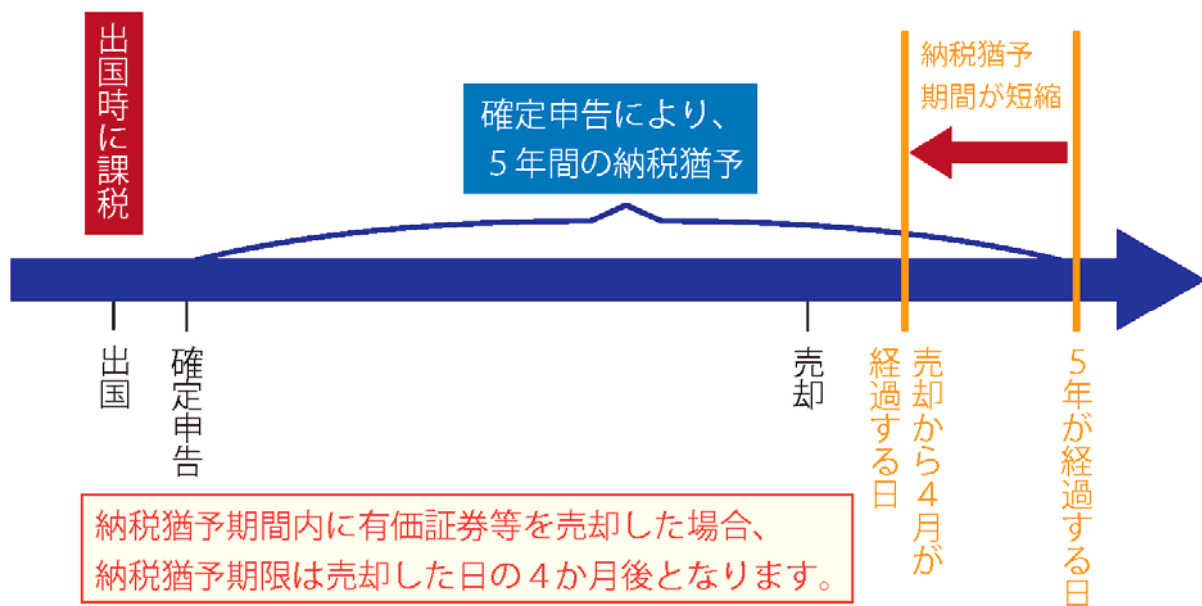 出国時に課税
確定申告により、
５年間の納税猶予
納税猶予
期間が短縮
出国
確定申告
売却
売却から４月が
経過する日
５年が経過する日
納税猶予期間内に有価証券等を売却した場合、
納税猶予期限は売却した日の４か月後となります。